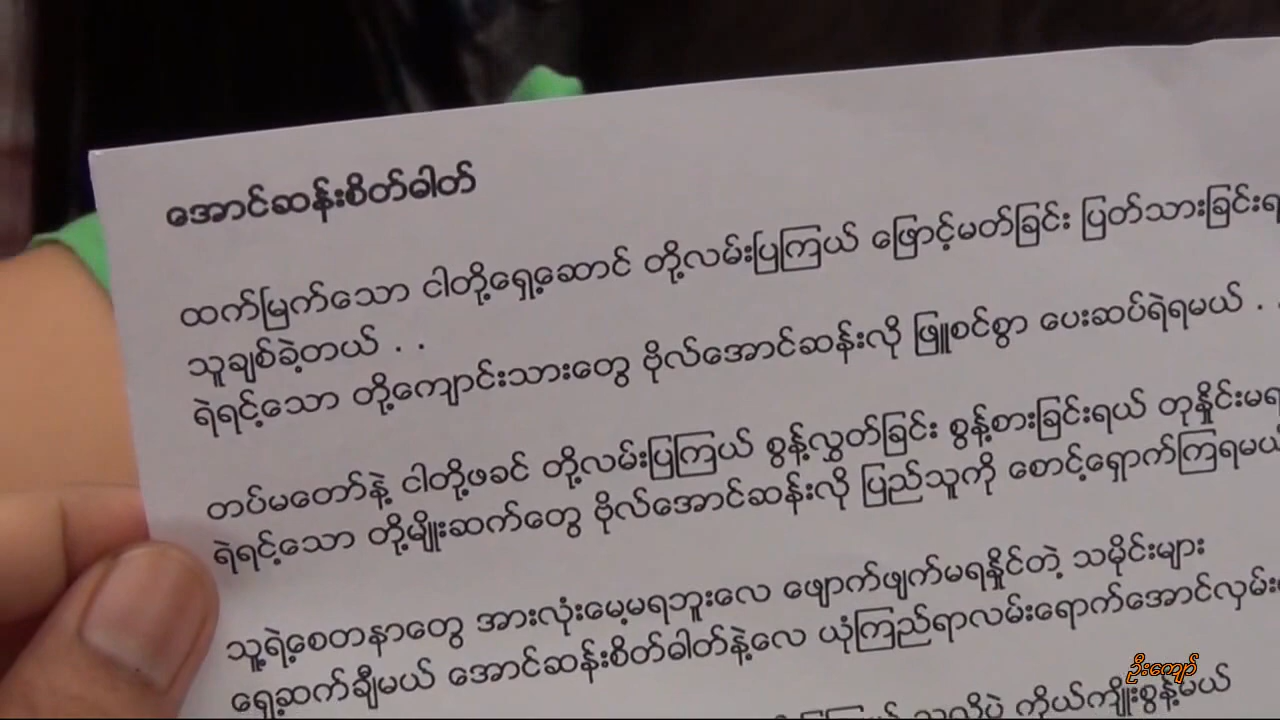 အောင်ဆန်းစိတ်ဓါတ်
ထက်မြက်သော ငါတို့ရှေ့ဆောင် တို့လမ်းပြကြယ် ဖြောင့်မတ်ခြင်း ပြတ်သားခြင်းရ
သူချစ်ခဲ့တယ် . .
ရဲရင့်သော တို့ကျောင်းသားတွေ ဗိုလ်အောင်ဆန်းလို ဖြူစင်စွာ ပေးဆပ်ရဲရမယ် . .
တပ်မတော်နဲ့ ငါတို့ဖခင် တို့လမ်းပြကြယ် စွန့်လွှတ်ခြင်း စွန့်စားခြင်းရယ် တုနှိုင်းမရ
ရဲရင့်သော တို့မျိုးဆက်တွေ ဗိုလ်အောင်ဆန်းလို ပြည်သူကို စောင့်ရှောက်ကြရမယ်
သူ့ရဲ့စေတနာတွေ အားလုံးမေ့မရဘူးလေ ဖျောက်ဖျက်မရနိုင်တဲ့ သမိုင်းများ
ရှေ့ဆက်ချီမယ် အောင်ဆန်းစိတ်ဓါတ်နဲ့လေ ယုံကြည်ရာလမ်းရောက်အောင်လှမ်း
ကိုယ်ကျိုးစွန့်မယ်
ဦးကျော်